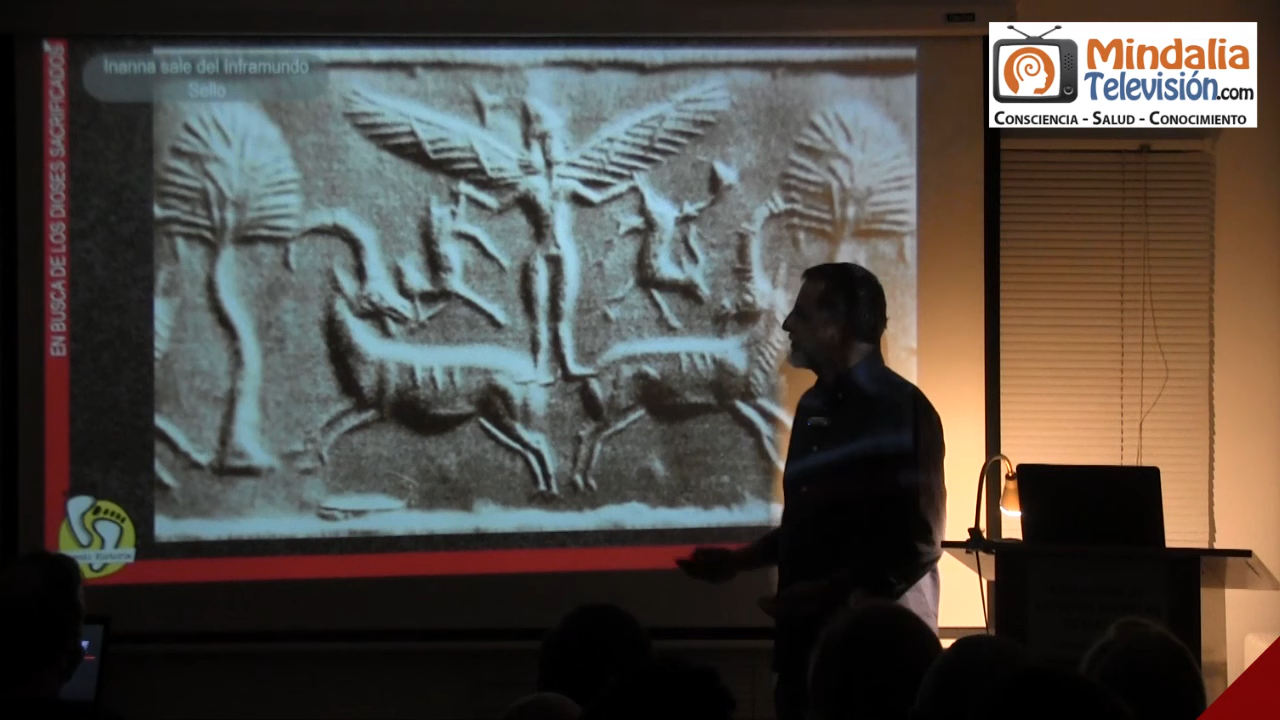 Inanna sale del Inframundo
Sello
EN BUSCA DE LOS DIOSES SACRIFICADOS
Mindalia
Televisión.com
CONSCIENCIA - SALUD - CONOCIMIENTO